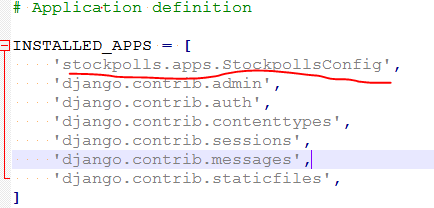 # Application definition
INSTALLED_APPS = [
'stockpolls.apps.StockpollsConfig',
'django.contrib.admin',
'django.contrib.auth',
'django.contrib.contenttypes',
'django.contrib.sessions',
'django.contrib.messages',
'django.contrib.staticfiles',
]